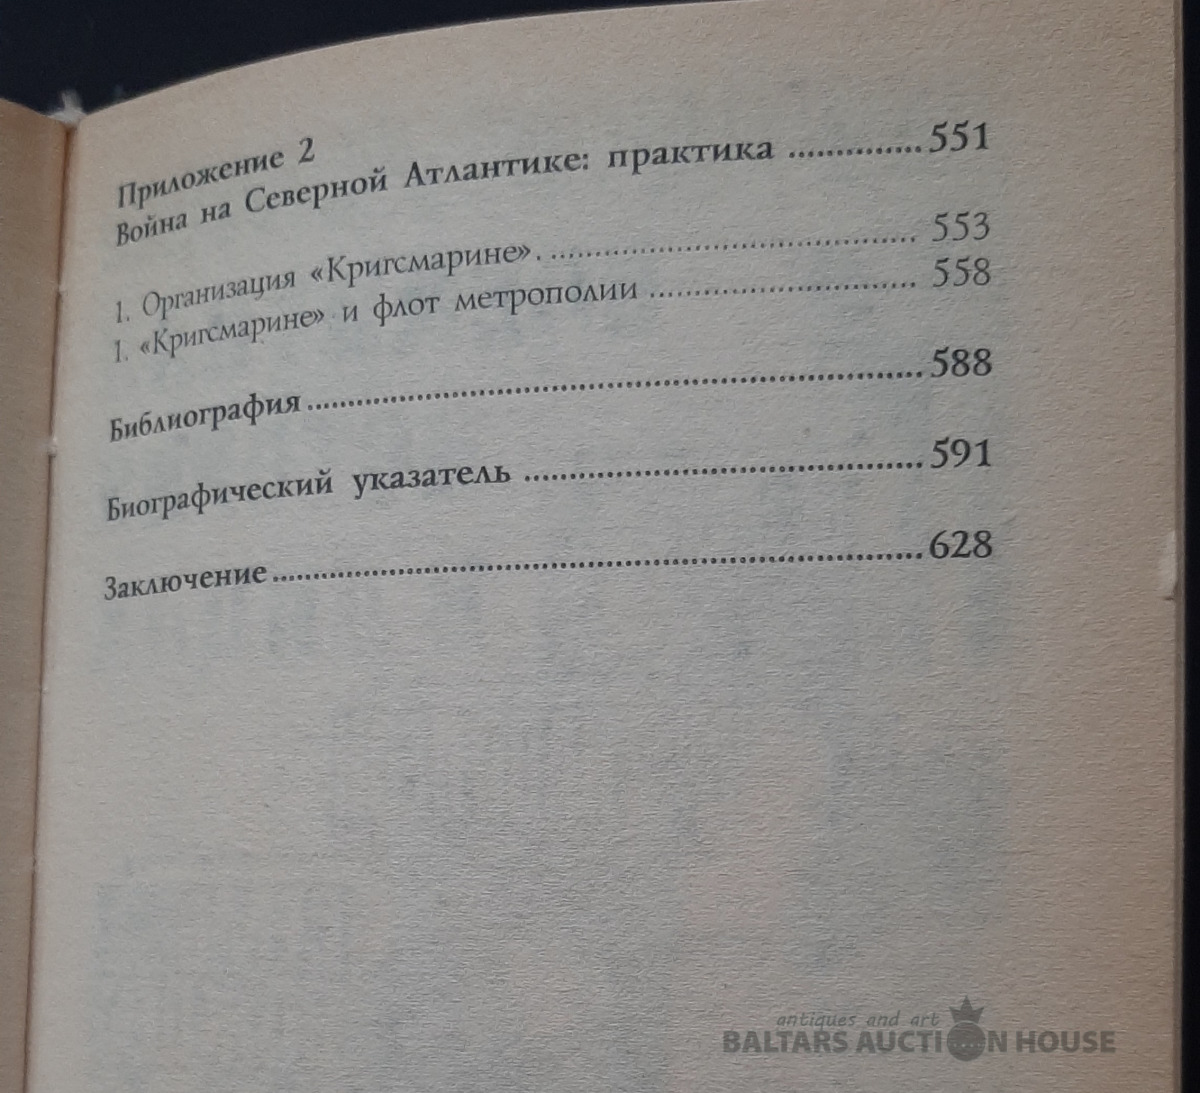 Приложение 2
Война на Северной Атлантике: практика ..............551
1. Организация «Кригсмарине». ....................................... 553
1. «Кригсмарине» и флот метрополии ............................. 558
Библиография.................................................................588
Биографический указатель ...........................................591
Заключение.....................................................................628
antiques and art
BALTARS AUCTION HOUSE